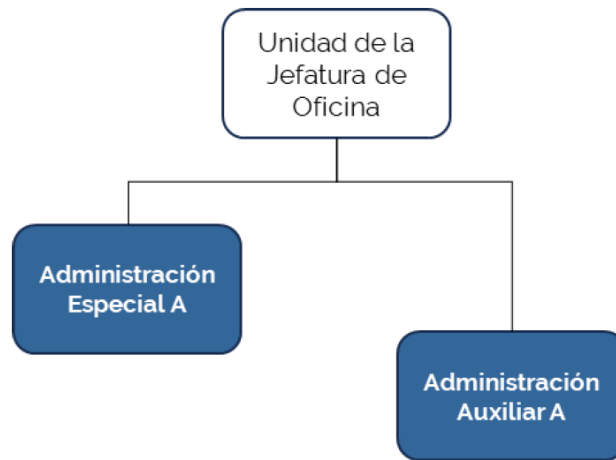 Unidad de la
Jefatura de
Oficina
Administración
Especial A
Administración
Auxiliar A